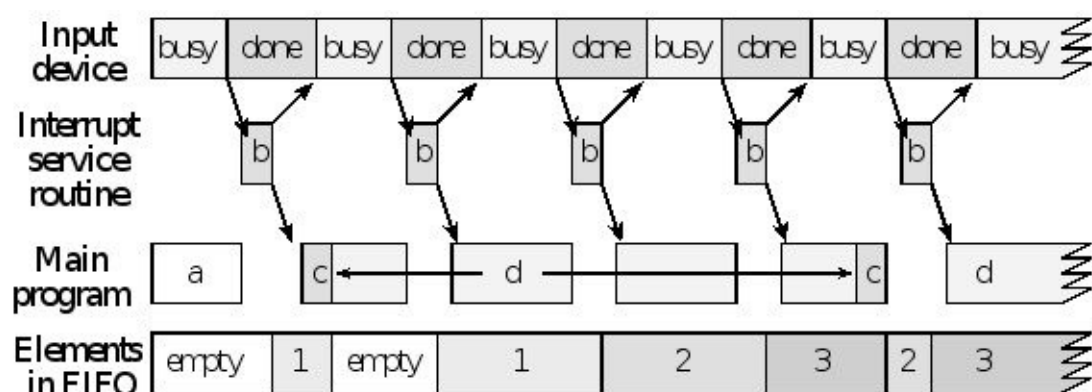 Input
device
busy done busy done busy done busy done busy done busy
Interrupt
service
routine
b b b b b
Main
program
a c d c d
Elements
in FIFO
empty 1 empty 1 2 3 2 3